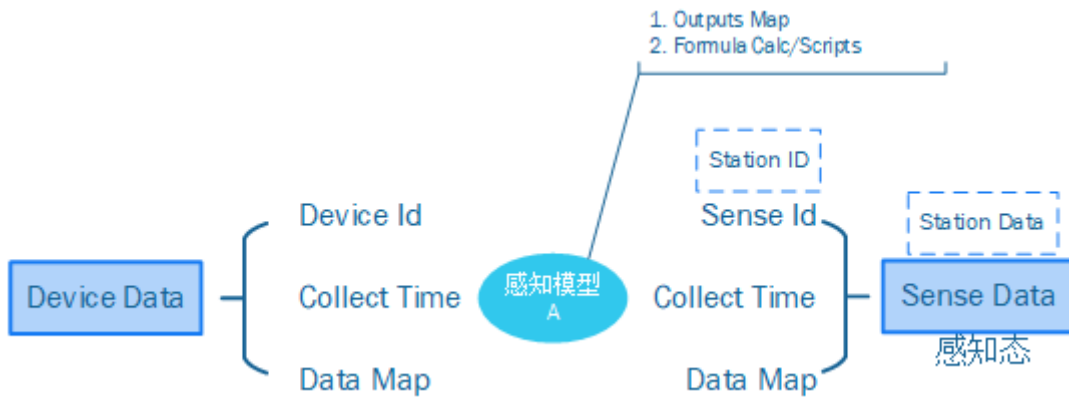 1. Outputs Map
2. Formula Calc/Scripts
Station ID
Device Id
Sense Id
Station Data
Device Data
Collect Time
感知模型
A
Collect Time
Sense Data
感知态
Data Map
Data Map